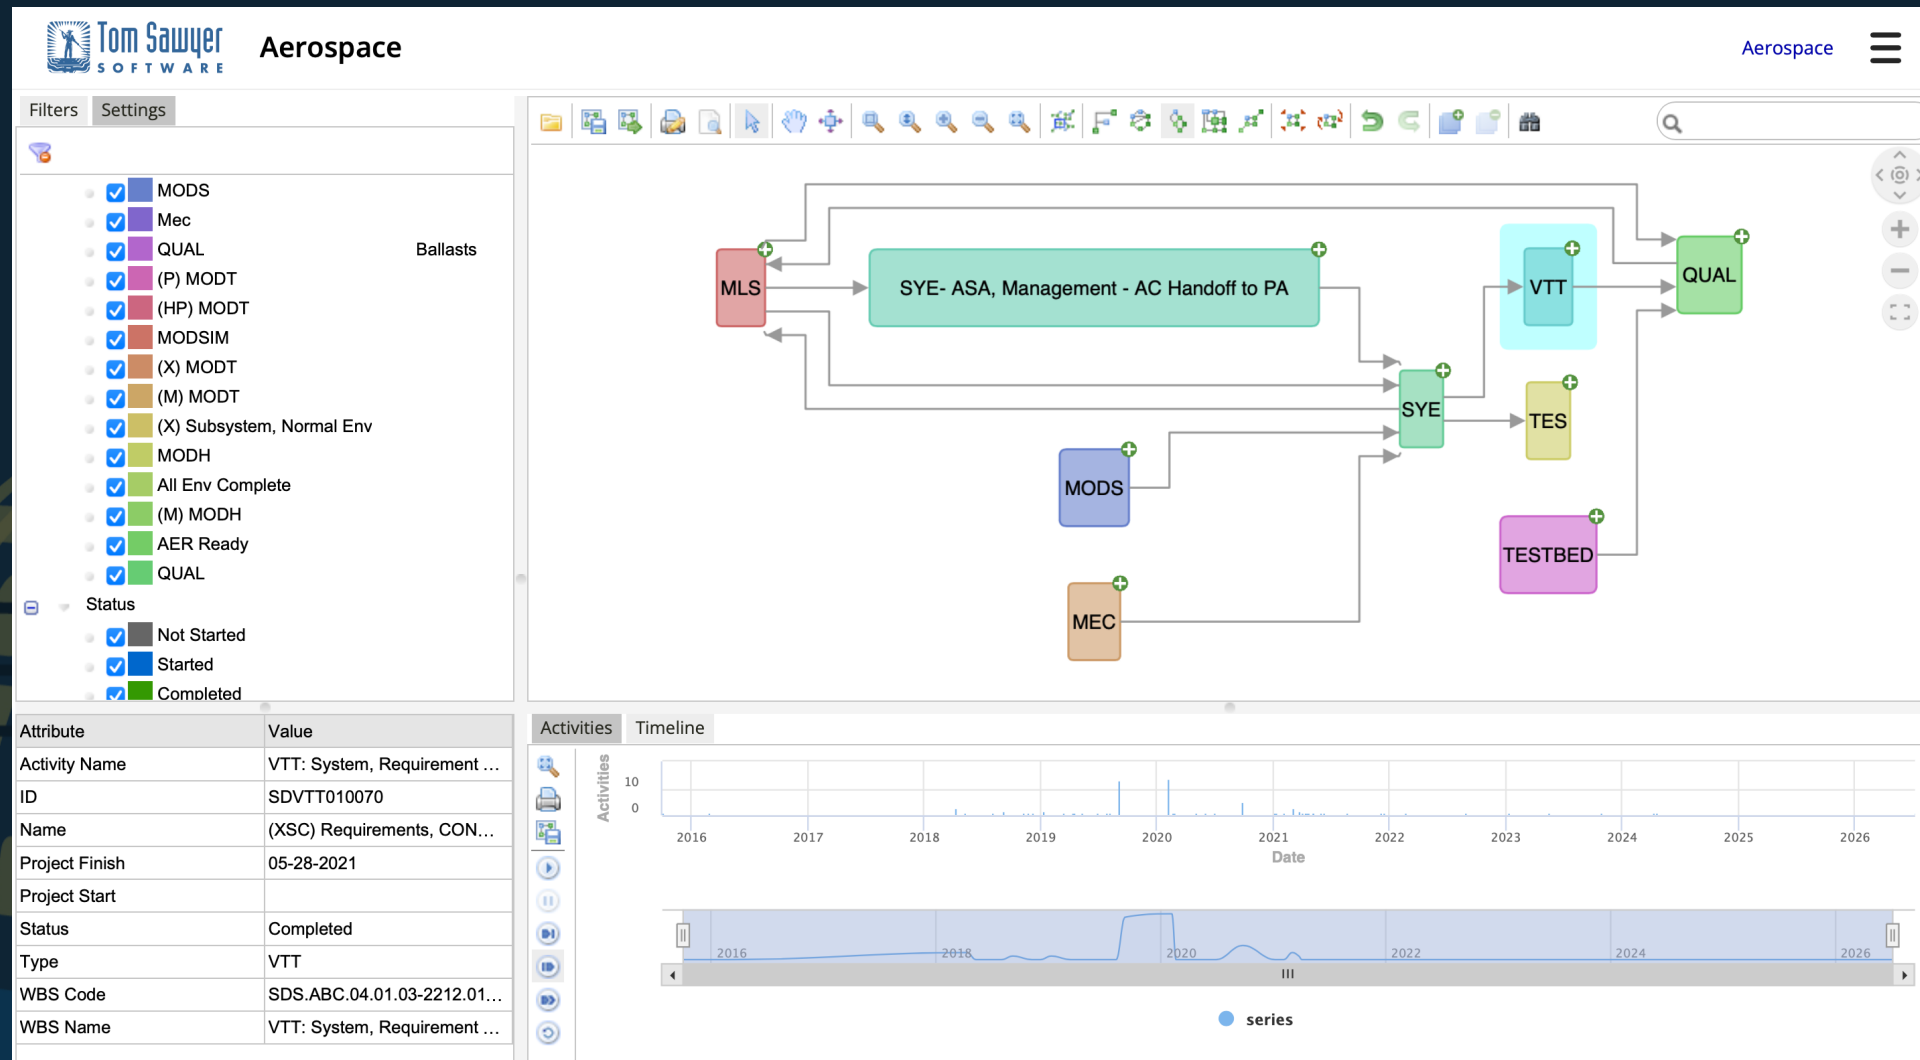 Tom Sawyer
SOFTWARE
Aerospace
Aerospace
Filters
Settings
MODS
Mec
QUAL
Ballasts
(P) MODT
(HP) MODT
MODSIM
(X) MODT
(M) MODT
(X) Subsystem, Normal Env
MODH
All Env Complete
(M) MODH
AER Ready
QUAL
Status
Not Started
Started
Completed
MLS
SYE- ASA, Management - AC Handoff to PA
VTT
QUAL
SYE
TES
MODS
TESTBED
MEC
Attribute Value
Activity Name VTT: System, Requirement ...
ID SDVTT010070
Name (XSC) Requirements, CON...
Project Finish 05-28-2021
Project Start
Status Completed
Type VTT
WBS Code SDS.ABC.04.01.03-2212.01...
WBS Name VTT: System, Requirement ...
Activities
Timeline
Activities
10
0
2016 2017 2018 2019 2020 2021 2022 2023 2024 2025 2026
Date
2016 2018 2020 2022 2024 2026
series